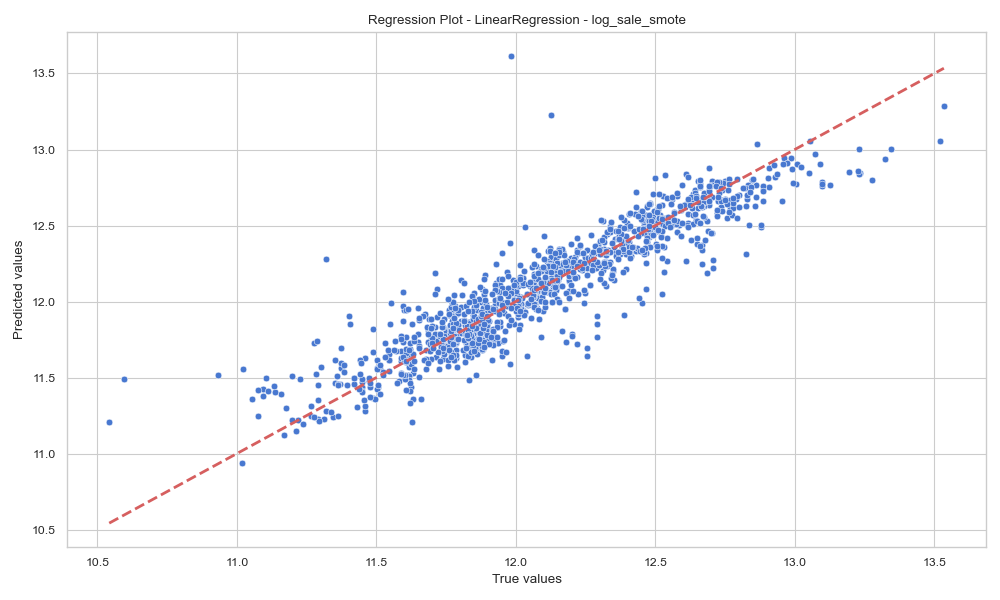 Regression Plot - LinearRegression - log_sale_smote
Predicted values
13.5
13.0
12.5
12.0
11.5
11.0
10.5
10.5 11.0 11.5 12.0 12.5 13.0 13.5
True values